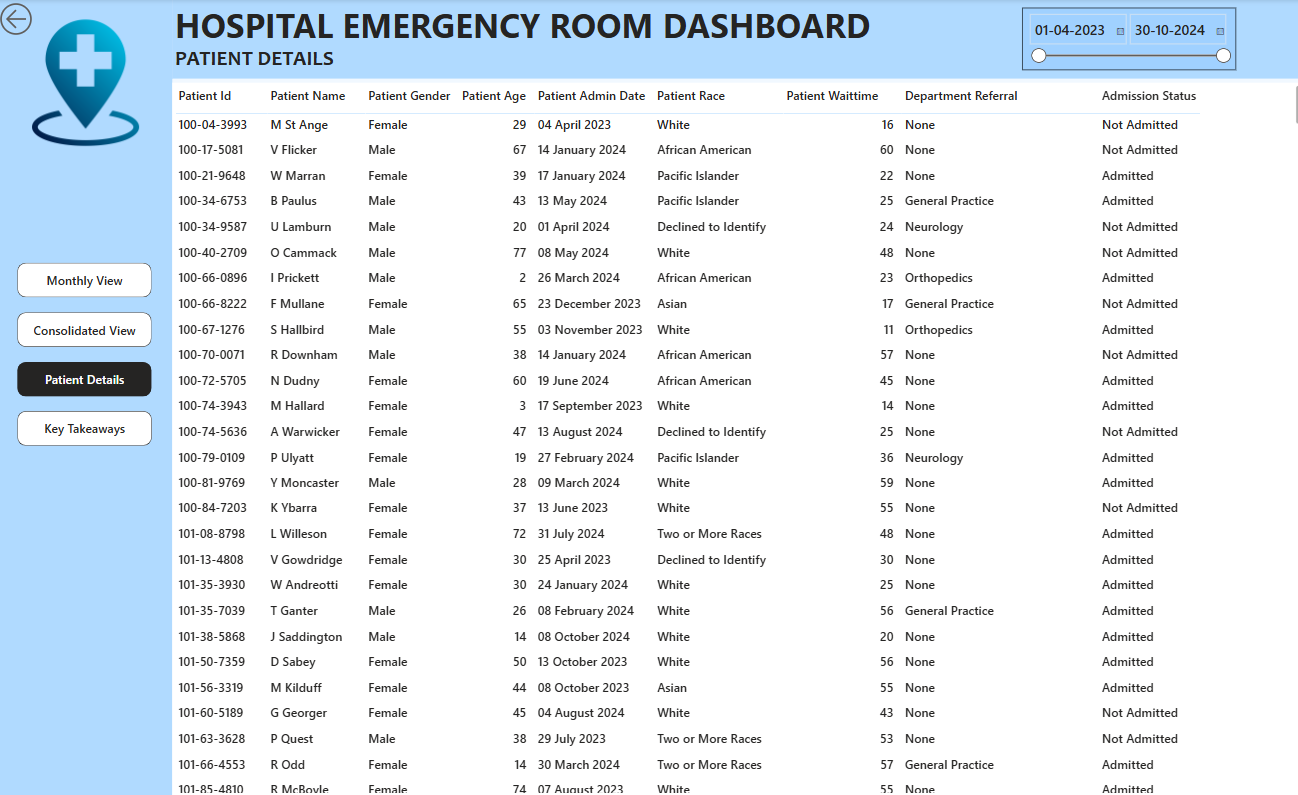 HOSPITAL EMERGENCY ROOM DASHBOARD
PATIENT DETAILS
01-04-2023 30-10-2024
Monthly View
Consolidated View
Patient Details
Key Takeaways
Patient Id Patient Name Patient Gender Patient Age Patient Admin Date Patient Race Patient Waittime Department Referral Admission Status
100-04-3993 M St Ange Female 29 04 April 2023 White 16 None Not Admitted
100-17-5081 V Flicker Male 67 14 January 2024 African American 60 None Not Admitted
100-21-9648 W Marran Female 39 17 January 2024 Pacific Islander 22 None Admitted
100-34-6753 B Paulus Male 43 13 May 2024 Pacific Islander 25 General Practice Admitted
100-34-9587 U Lamburn Male 20 01 April 2024 Declined to Identify 24 Neurology Not Admitted
100-40-2709 O Cammack Male 77 08 May 2024 White 48 None Not Admitted
100-66-0896 I Prickett Male 2 26 March 2024 African American 23 Orthopedics Admitted
100-66-8222 F Mullane Female 65 23 December 2023 Asian 17 General Practice Not Admitted
100-67-1276 S Hallbird Male 55 03 November 2023 White 11 Orthopedics Admitted
100-70-0071 R Downham Male 38 14 January 2024 African American 57 None Not Admitted
100-72-5705 N Dudny Female 60 19 June 2024 African American 45 None Admitted
100-74-3943 M Hallard Female 3 17 September 2023 White 14 None Admitted
100-74-5636 A Warwicker Female 47 13 August 2024 Declined to Identify 25 None Not Admitted
100-79-0109 P Ulyatt Female 19 27 February 2024 Pacific Islander 36 Neurology Admitted
100-81-9769 Y Moncaster Male 28 09 March 2024 White 59 None Admitted
100-84-7203 K Ybarra Female 37 13 June 2023 White 55 None Not Admitted
101-08-8798 L Willeson Female 72 31 July 2024 Two or More Races 48 None Admitted
101-13-4808 V Gowdridge Female 30 25 April 2023 Declined to Identify 30 None Admitted
101-35-3930 W Andreotti Female 30 24 January 2024 White 25 None Admitted
101-35-7039 T Ganter Male 26 08 February 2024 White 56 General Practice Admitted
101-38-5868 J Saddington Male 14 08 October 2024 White 20 None Admitted
101-50-7359 D Sabey Female 50 13 October 2023 White 56 None Admitted
101-56-3319 M Kilduff Female 44 08 October 2023 Asian 55 None Admitted
101-60-5189 G Georger Female 45 04 August 2024 White 43 None Not Admitted
101-63-3628 P Quest Male 38 29 July 2023 Two or More Races 53 None Not Admitted
101-66-4553 R Odd Female 14 30 March 2024 Two or More Races 57 General Practice Admitted
101-85-4810 R McBoyle Female 74 07 August 2023 White 55 None Admitted